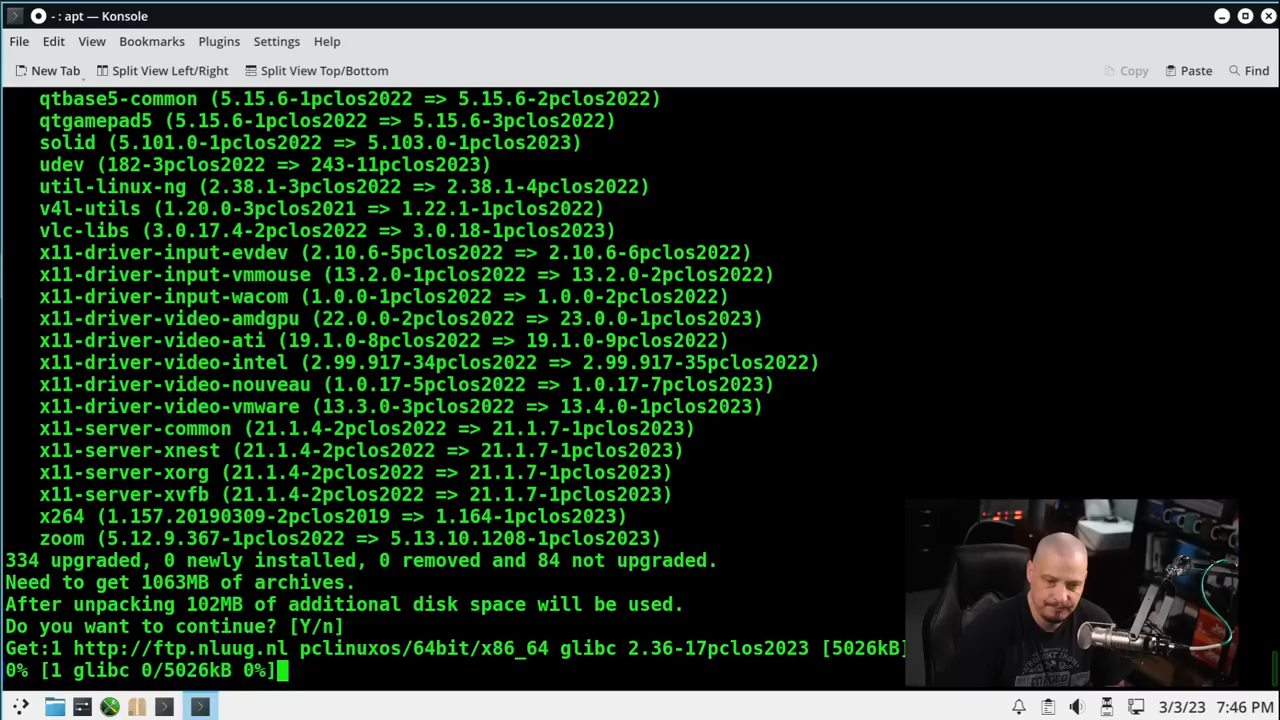 - : apt — Konsole
File Edit View Bookmarks Plugins Settings Help
New Tab Split View Left/Right Split View Top/Bottom Copy Paste Find
qtbase5-common (5.15.6-1pclos2022 => 5.15.6-2pclos2022)
qtgamepad5 (5.15.6-1pclos2022 => 5.15.6-3pclos2022)
solid (5.101.0-1pclos2022 => 5.103.0-1pclos2023)
udev (182-3pclos2022 => 243-11pclos2023)
util-linux-ng (2.38.1-3pclos2022 => 2.38.1-4pclos2022)
v4l-utils (1.20.0-3pclos2021 => 1.22.1-1pclos2022)
vlc-libs (3.0.17.4-2pclos2022 => 3.0.18-1pclos2023)
x11-driver-input-evdev (2.10.6-5pclos2022 => 2.10.6-6pclos2022)
x11-driver-input-vmmouse (13.2.0-1pclos2022 => 13.2.0-2pclos2022)
x11-driver-input-wacom (1.0.0-1pclos2022 => 1.0.0-2pclos2022)
x11-driver-video-amdgpu (22.0.0-2pclos2022 => 23.0.0-1pclos2023)
x11-driver-video-ati (19.1.0-8pclos2022 => 19.1.0-9pclos2022)
x11-driver-video-intel (2.99.917-34pclos2022 => 2.99.917-35pclos2022)
x11-driver-video-nouveau (1.0.17-5pclos2022 => 1.0.17-7pclos2023)
x11-driver-video-vmware (13.3.0-3pclos2022 => 13.4.0-1pclos2023)
x11-server-common (21.1.4-2pclos2022 => 21.1.7-1pclos2023)
x11-server-xnest (21.1.4-2pclos2022 => 21.1.7-1pclos2023)
x11-server-xorg (21.1.4-2pclos2022 => 21.1.7-1pclos2023)
x11-server-xvfb (21.1.4-2pclos2022 => 21.1.7-1pclos2023)
x264 (1.157.20190309-2pclos2019 => 1.164-1pclos2023)
zoom (5.12.9.367-1pclos2022 => 5.13.10.1208-1pclos2023)
334 upgraded, 0 newly installed, 0 removed and 84 not upgraded.
Need to get 1063MB of archives.
After unpacking 102MB of additional disk space will be used.
Do you want to continue? [Y/n]
Get:1 http://ftp.nluug.nl pclinuxos/64bit/x86_64 glibc 2.36-17pclos2023 [5026kB]
0% [1 glibc 0/5026kB 0%]
3/3/23 7:46 PM